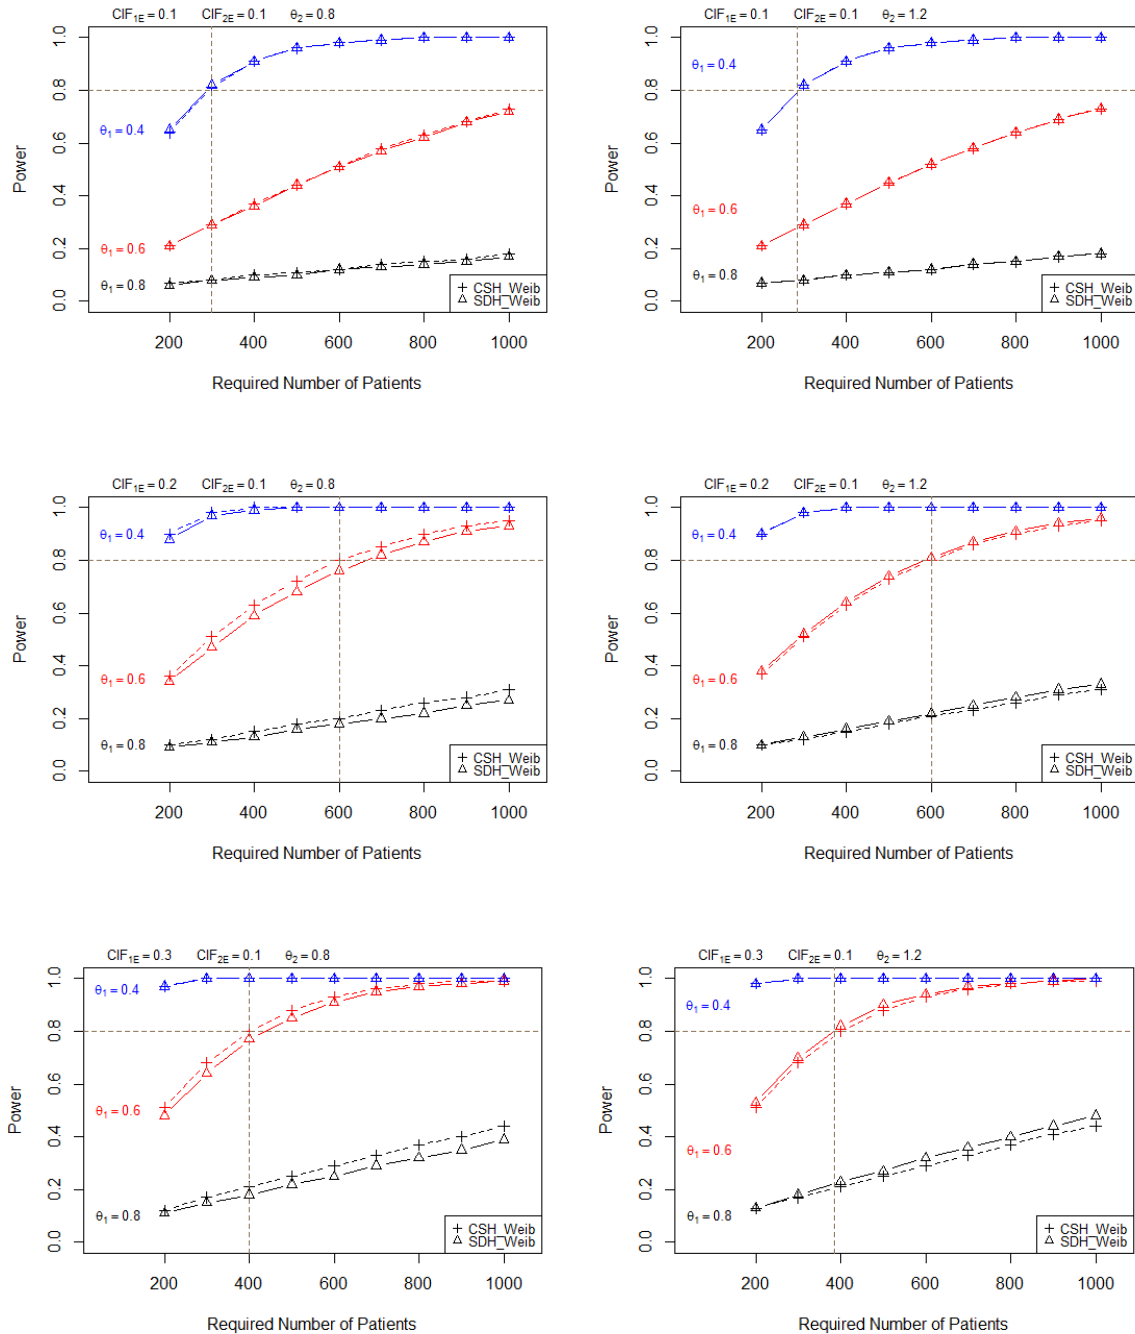 CIF1E = 0.1 CIF2E = 0.1 θ2 = 0.8
Power
1.0
0.8
0.6
0.4
0.2
0.0
θ1 = 0.4
θ1 = 0.6
θ1 = 0.8
CSH_Weib
SDH_Weib
200 400 600 800 1000
Required Number of Patients
CIF1E = 0.1 CIF2E = 0.1 θ2 = 1.2
Power
1.0
0.8
0.6
0.4
0.2
0.0
θ1 = 0.4
θ1 = 0.6
θ1 = 0.8
CSH_Weib
SDH_Weib
200 400 600 800 1000
Required Number of Patients
CIF1E = 0.2 CIF2E = 0.1 θ2 = 0.8
Power
1.0
0.8
0.6
0.4
0.2
0.0
θ1 = 0.4
θ1 = 0.6
θ1 = 0.8
CSH_Weib
SDH_Weib
200 400 600 800 1000
Required Number of Patients
CIF1E = 0.2 CIF2E = 0.1 θ2 = 1.2
Power
1.0
0.8
0.6
0.4
0.2
0.0
θ1 = 0.4
θ1 = 0.6
θ1 = 0.8
CSH_Weib
SDH_Weib
200 400 600 800 1000
Required Number of Patients
CIF1E = 0.3 CIF2E = 0.1 θ2 = 0.8
Power
1.0
0.8
0.6
0.4
0.2
0.0
θ1 = 0.4
θ1 = 0.6
θ1 = 0.8
CSH_Weib
SDH_Weib
200 400 600 800 1000
Required Number of Patients
CIF1E = 0.3 CIF2E = 0.1 θ2 = 1.2
Power
1.0
0.8
0.6
0.4
0.2
0.0
θ1 = 0.4
θ1 = 0.6
θ1 = 0.8
CSH_Weib
SDH_Weib
200 400 600 800 1000
Required Number of Patients